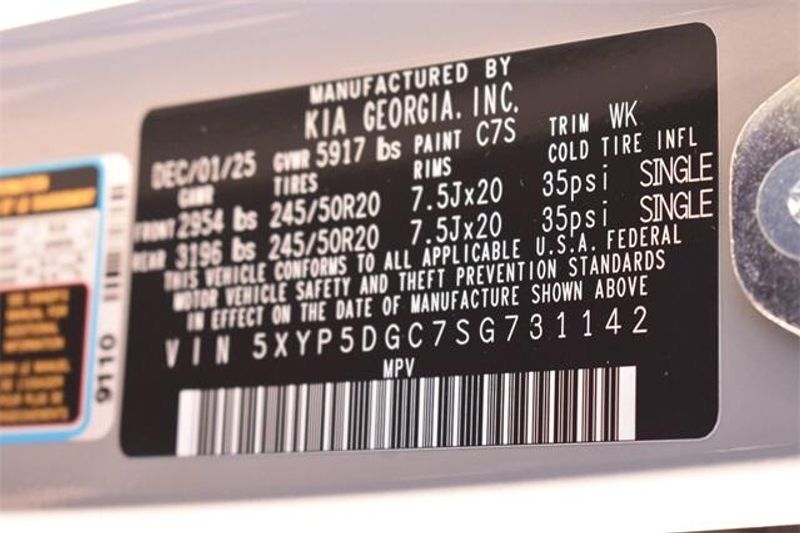 MANUFACTURED BY
KIA GEORGIA, INC.
DEC/01/25 GVWR 5917 lbs PAINT C7S TRIM WK
GAWR TIRES RIMS COLD TIRE INFL
FRONT 2954 lbs 245/50R20 7.5Jx20 35psi SINGLE
REAR 3196 lbs 245/50R20 7.5Jx20 35psi SINGLE
THIS VEHICLE CONFORMS TO ALL APPLICABLE U.S.A. FEDERAL
MOTOR VEHICLE SAFETY AND THEFT PREVENTION STANDARDS
IN EFFECT ON THE DATE OF MANUFACTURE SHOWN ABOVE
VIN 5XYP5DGC7SG731142
MPV
9110